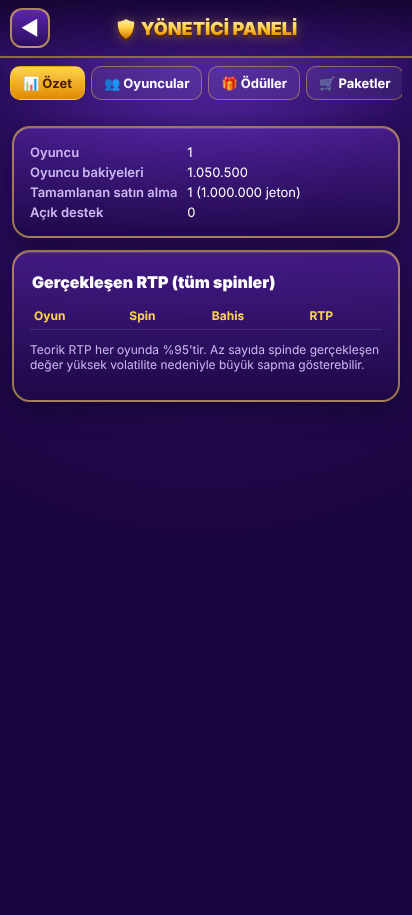 YÖNETİCİ PANELİ
Özet
Oyuncular
Ödüller
Paketler
Oyuncu 1
Oyuncu bakiyeleri 1.050.500
Tamamlanan satın alma 1 (1.000.000 jeton)
Açık destek 0
Gerçekleşen RTP (tüm spinler)
Oyun Spin Bahis RTP
Teorik RTP her oyunda %95'tir. Az sayıda spinde gerçekleşen
değer yüksek volatilite nedeniyle büyük sapma gösterebilir.